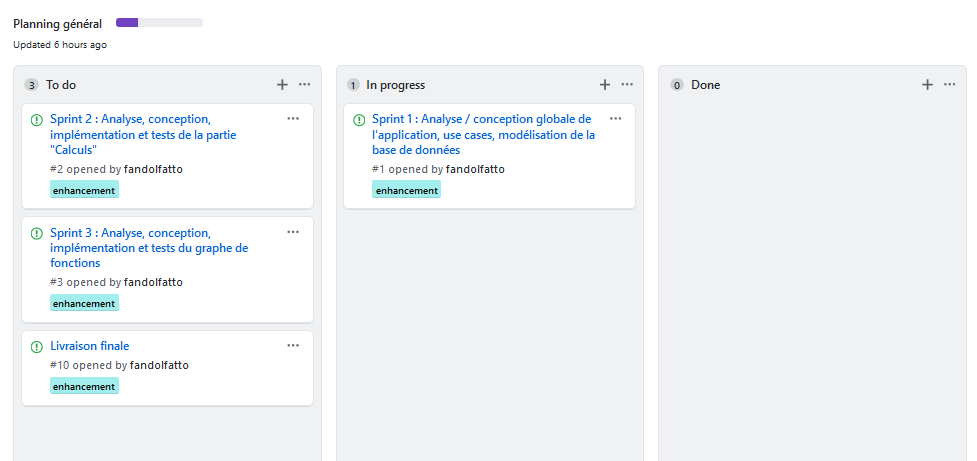 Planning général
Updated 6 hours ago
3 To do
Sprint 2 : Analyse, conception,
implémentation et tests de la partie
"Calculs"
#2 opened by fandolfatto
enhancement
Sprint 3 : Analyse, conception,
implémentation et tests du graphe de
fonctions
#3 opened by fandolfatto
enhancement
Livraison finale
#10 opened by fandolfatto
enhancement
1 In progress
Sprint 1 : Analyse / conception globale de
l'application, use cases, modélisation de la
base de données
#1 opened by fandolfatto
enhancement
0 Done